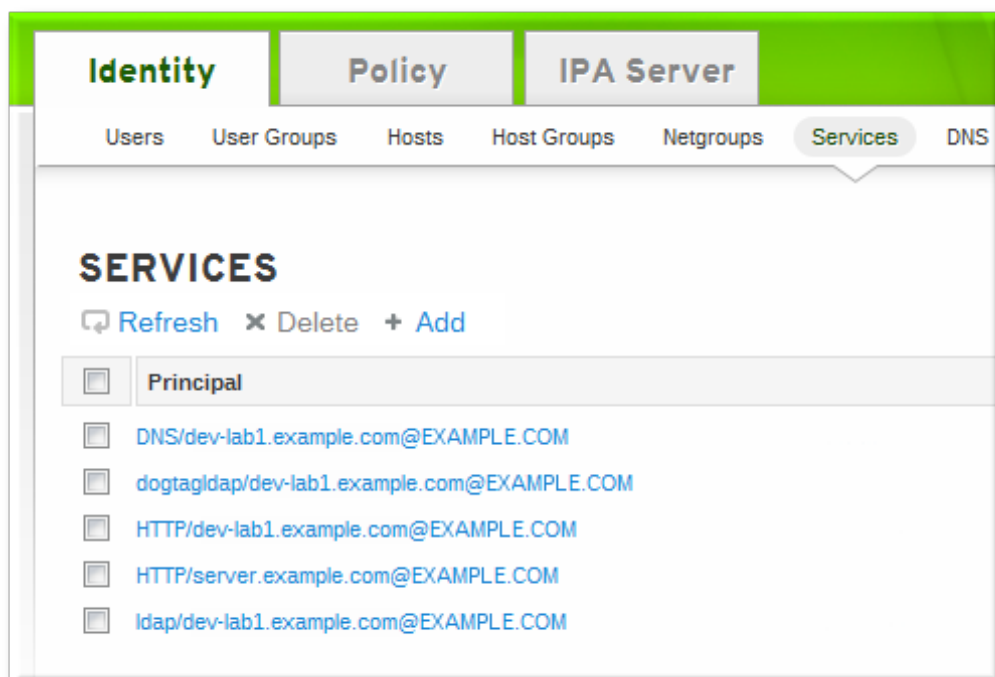 Identity Policy IPA Server
Users User Groups Hosts Host Groups Netgroups Services DNS
SERVICES
Refresh Delete + Add
Principal
DNS/dev-lab1.example.com@EXAMPLE.COM
dogtagldap/dev-lab1.example.com@EXAMPLE.COM
HTTP/dev-lab1.example.com@EXAMPLE.COM
HTTP/server.example.com@EXAMPLE.COM
ldap/dev-lab1.example.com@EXAMPLE.COM